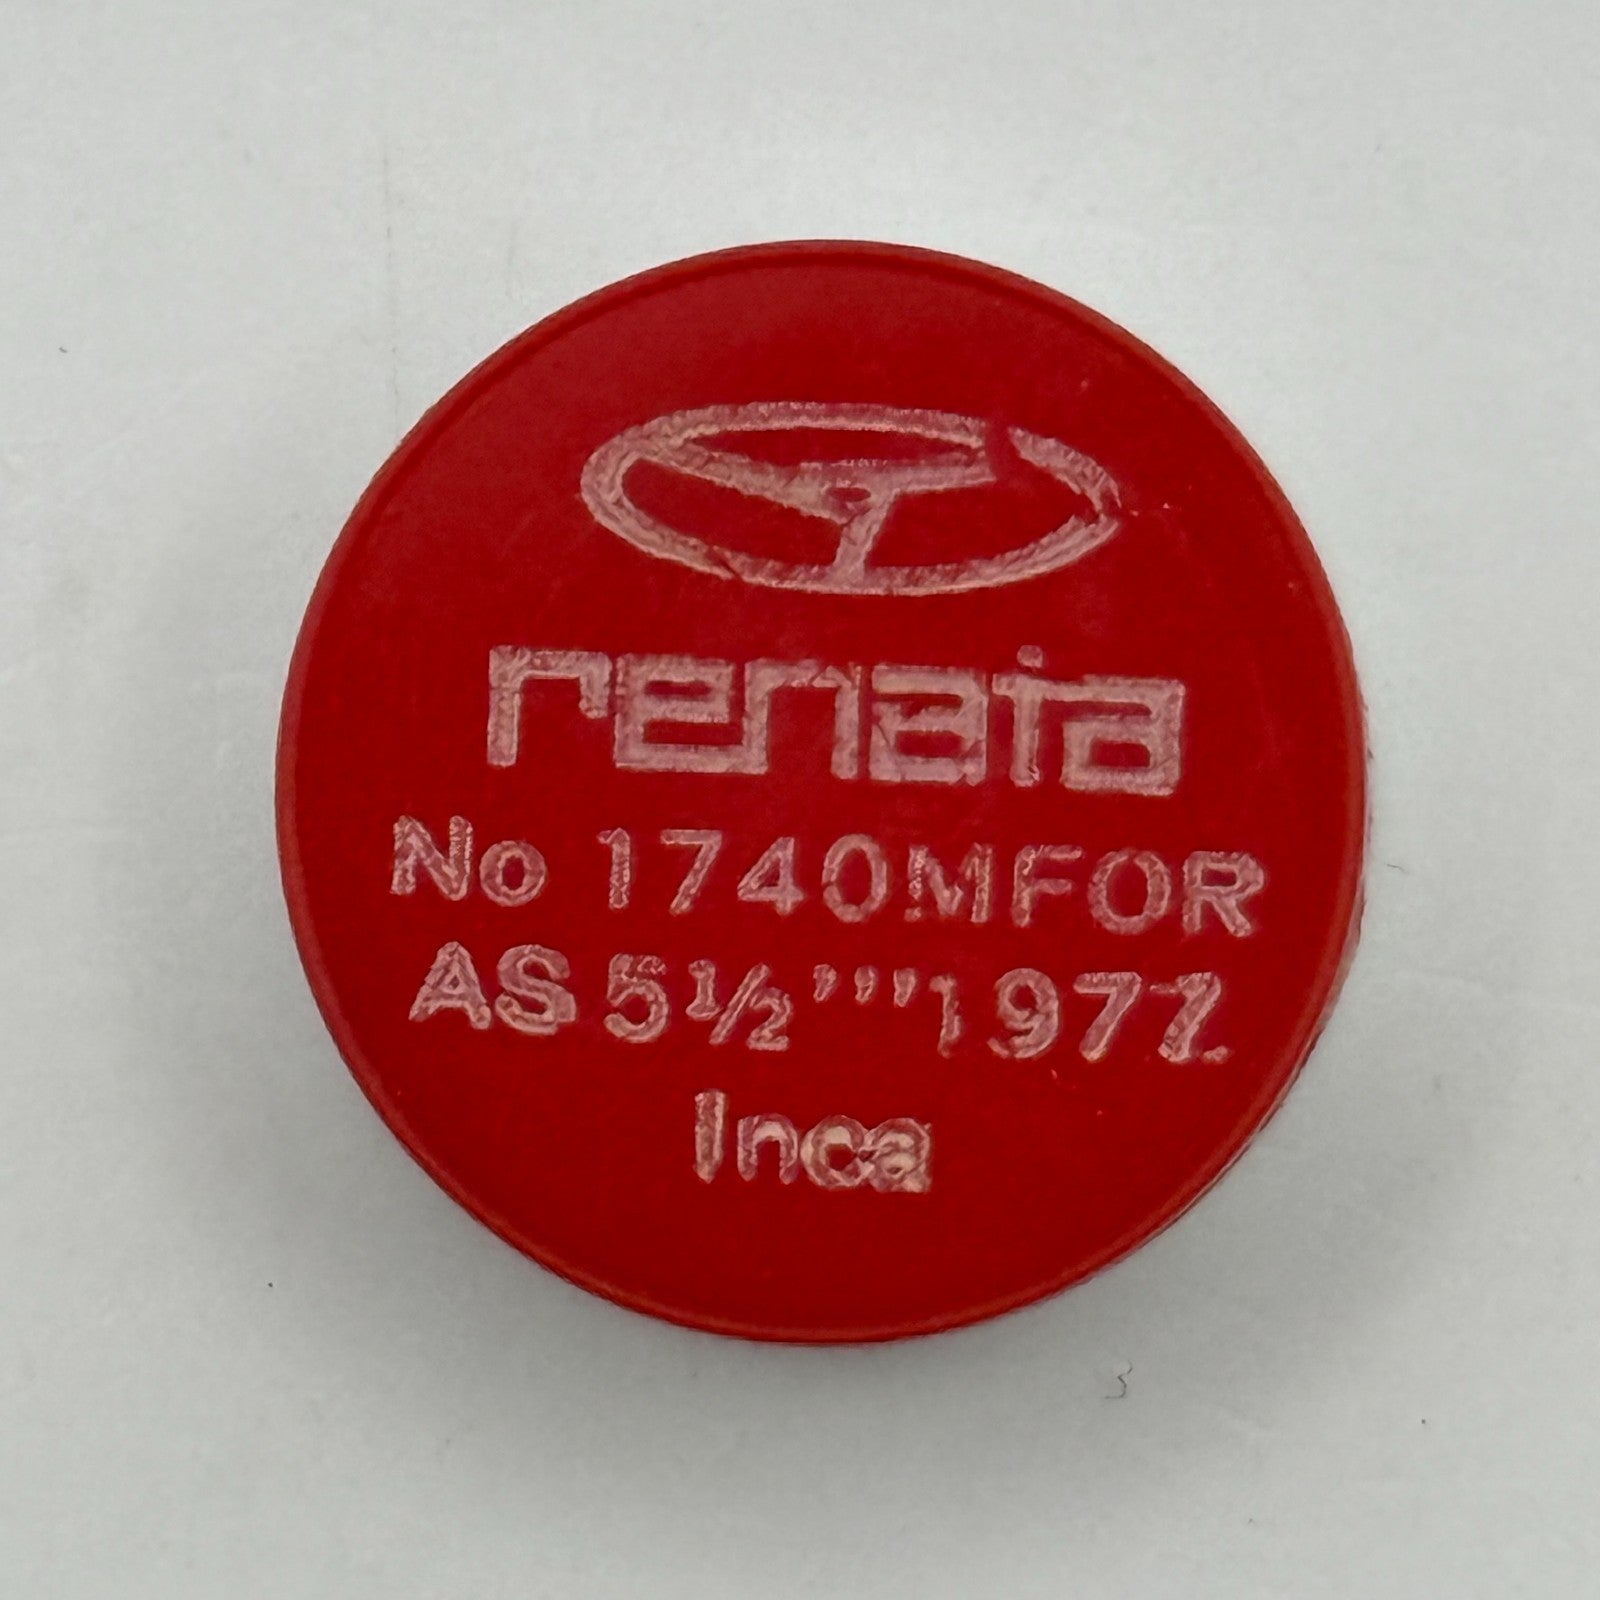 renata
No 1740MFOR
AS 5½''' 1977.
Inca